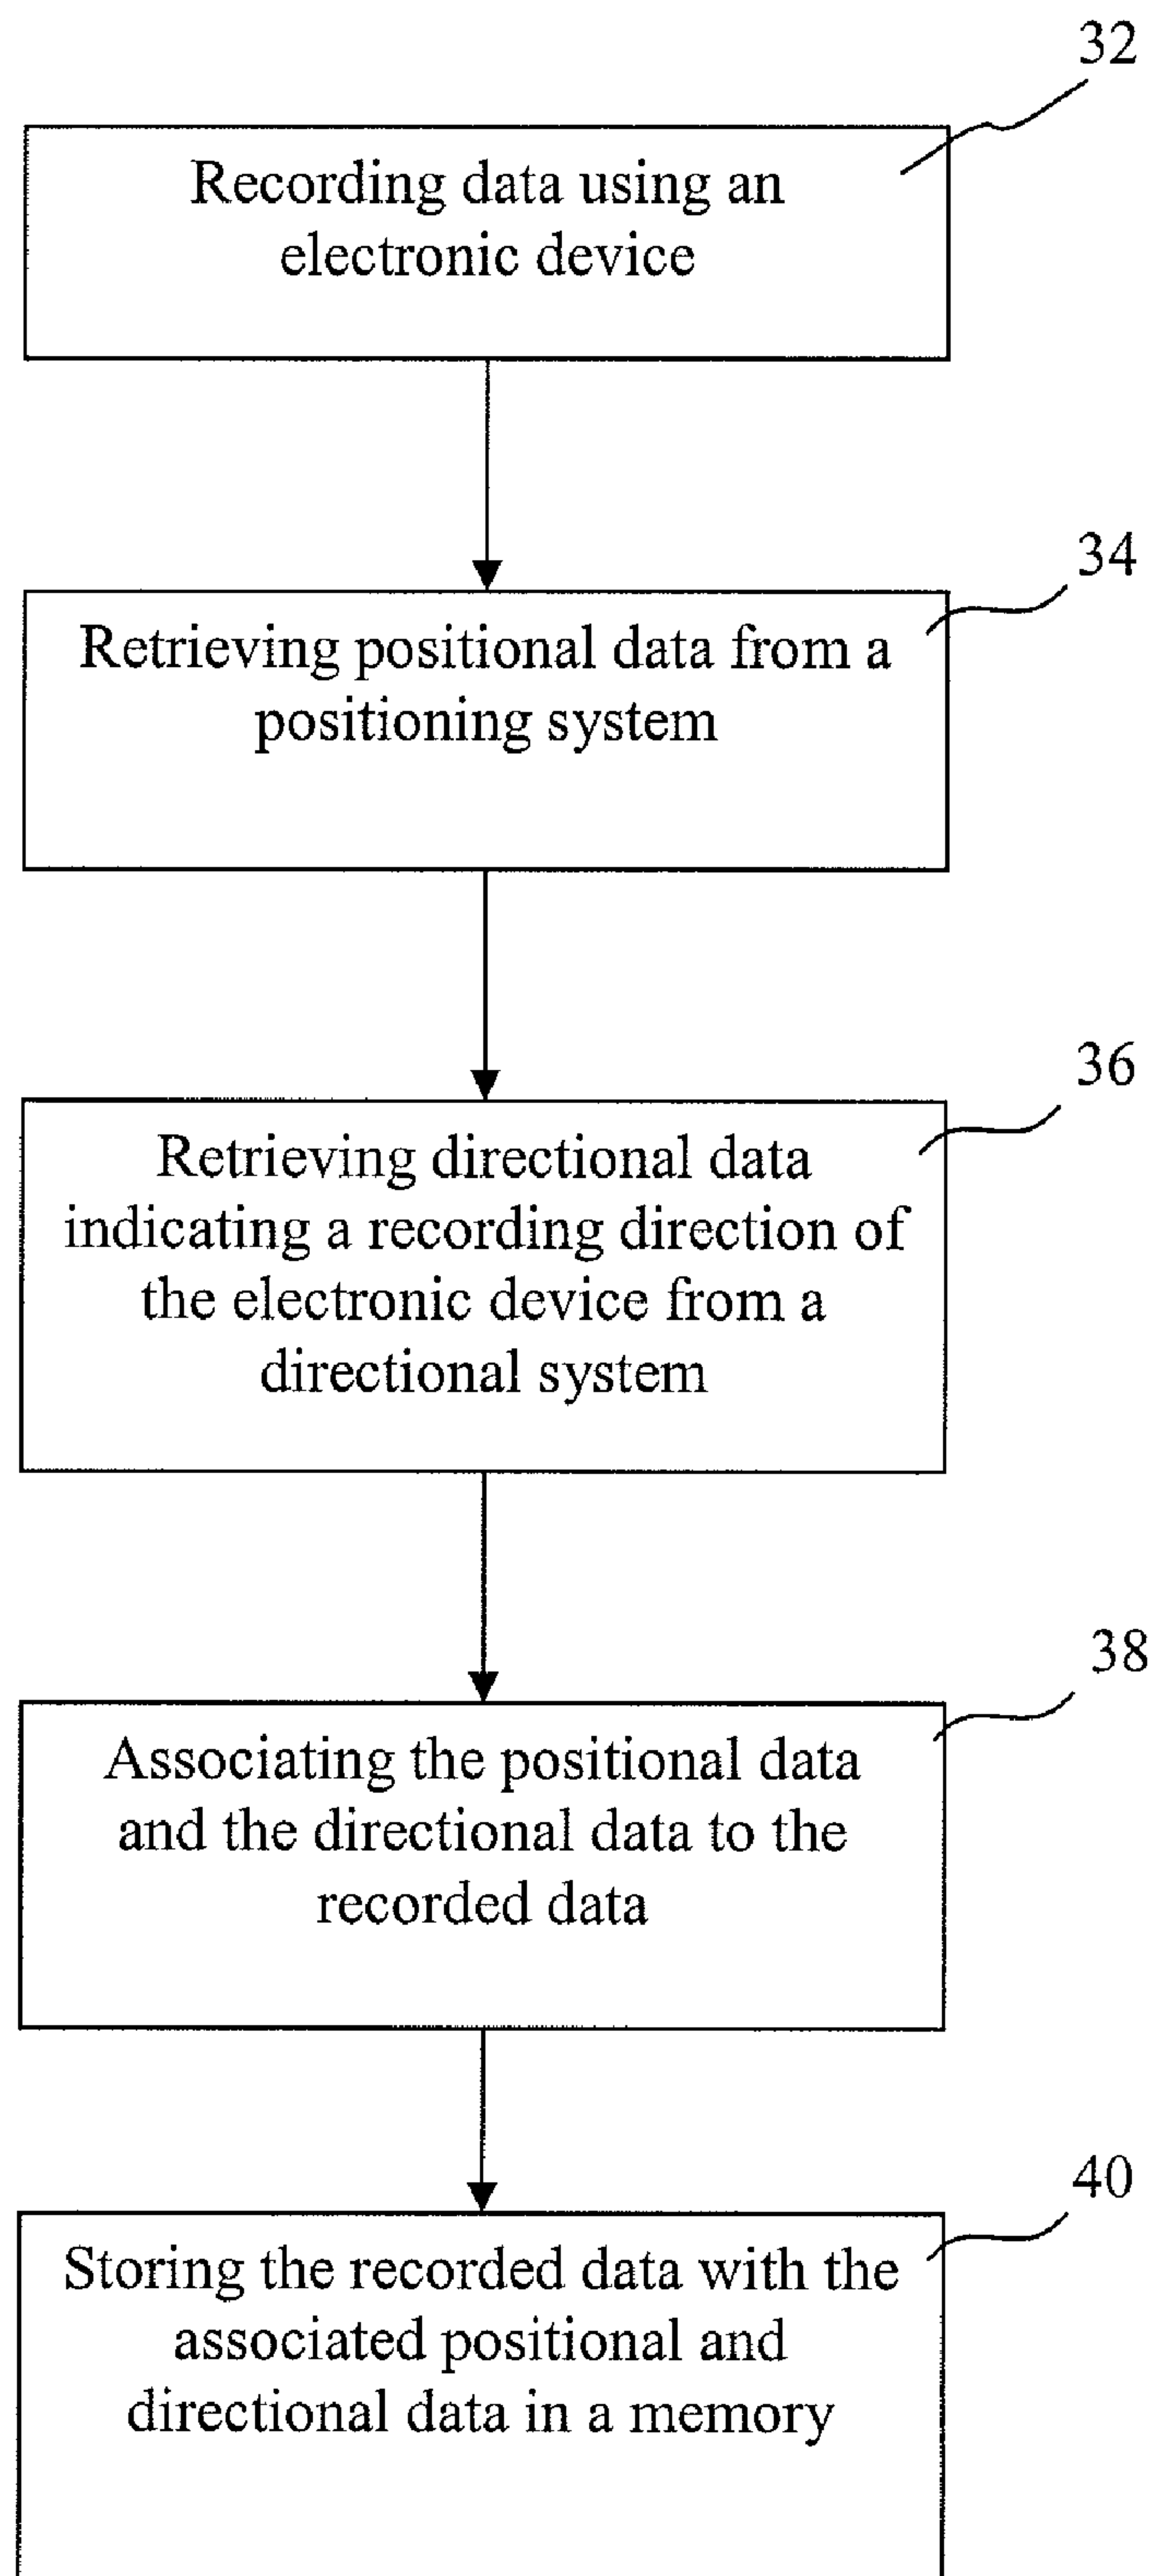 32
Recording data using an
electronic device
34
Retrieving positional data from a
positioning system
36
Retrieving directional data
indicating a recording direction of
the electronic device from a
directional system
38
Associating the positional data
and the directional data to the
recorded data
40
Storing the recorded data with the
associated positional and
directional data in a memory